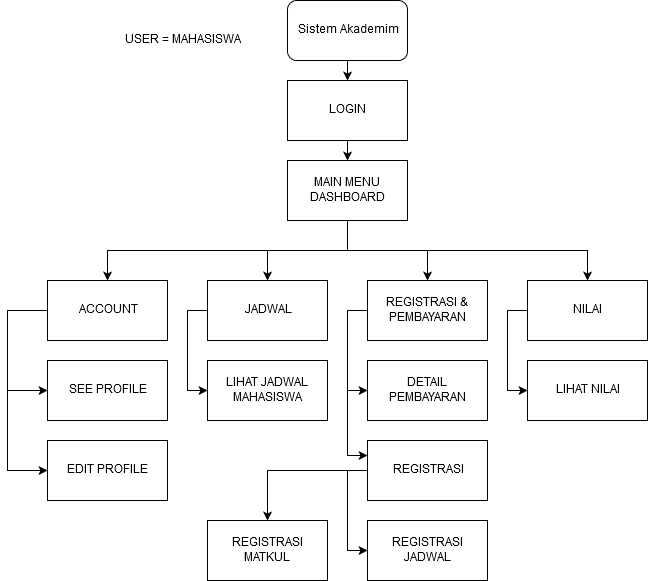 Sistem Akademim
USER = MAHASISWA
LOGIN
MAIN MENU
DASHBOARD
ACCOUNT
JADWAL
REGISTRASI &
PEMBAYARAN
NILAI
SEE PROFILE
LIHAT JADWAL
MAHASISWA
DETAIL
PEMBAYARAN
LIHAT NILAI
EDIT PROFILE
REGISTRASI
REGISTRASI
MATKUL
REGISTRASI
JADWAL